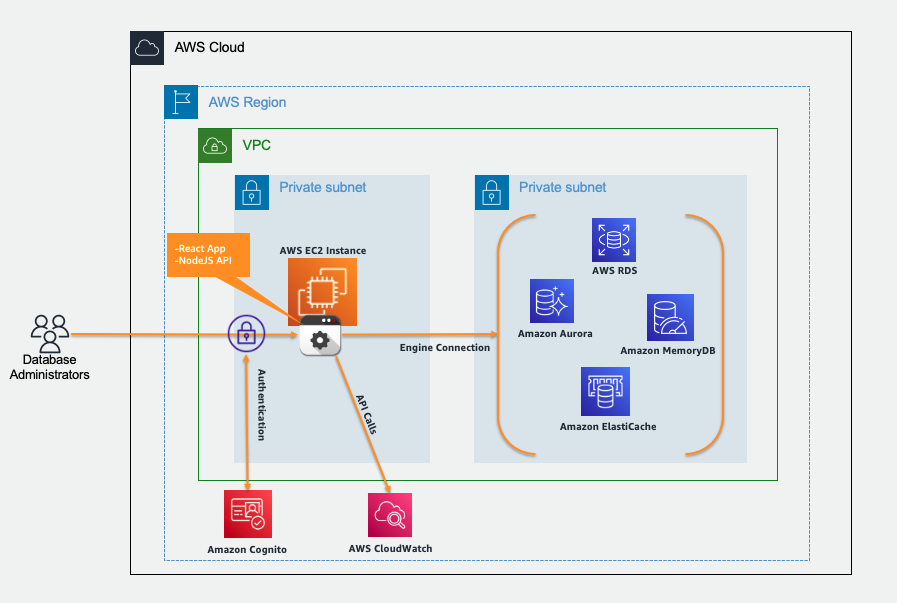 AWS Cloud
AWS Region
VPC
Private subnet
Private subnet
-React App
-NodeJS API
AWS EC2 Instance
AWS RDS
Amazon Aurora
Amazon MemoryDB
Engine Connection
Database
Administrators
Authentication
API Calls
Amazon ElastiCache
Amazon Cognito
AWS CloudWatch